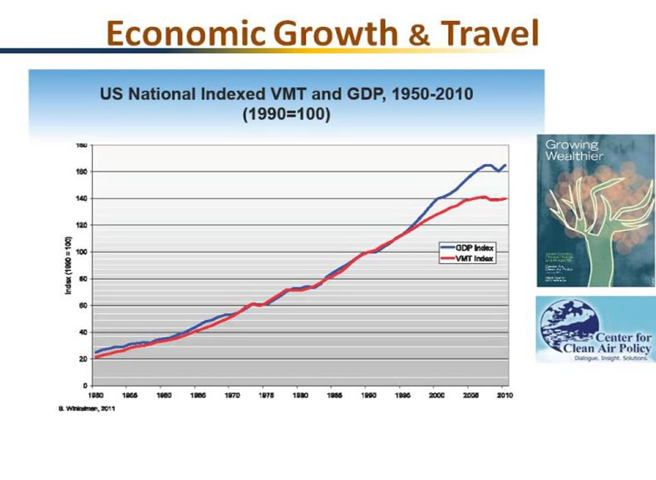 Economic Growth & Travel
US National Indexed VMT and GDP, 1950-2010
(1990=100)
180
160
140
120
100
80
60
40
20
0
Index (1990 = 100)
GDP Index
VMT Index
1950 1955 1960 1965 1970 1975 1980 1985 1990 1995 2000 2005 2010
S. Winkelman, 2011
Growing
Wealthier
Center for
Clean Air Policy
Dialogue. Insight. Solutions.